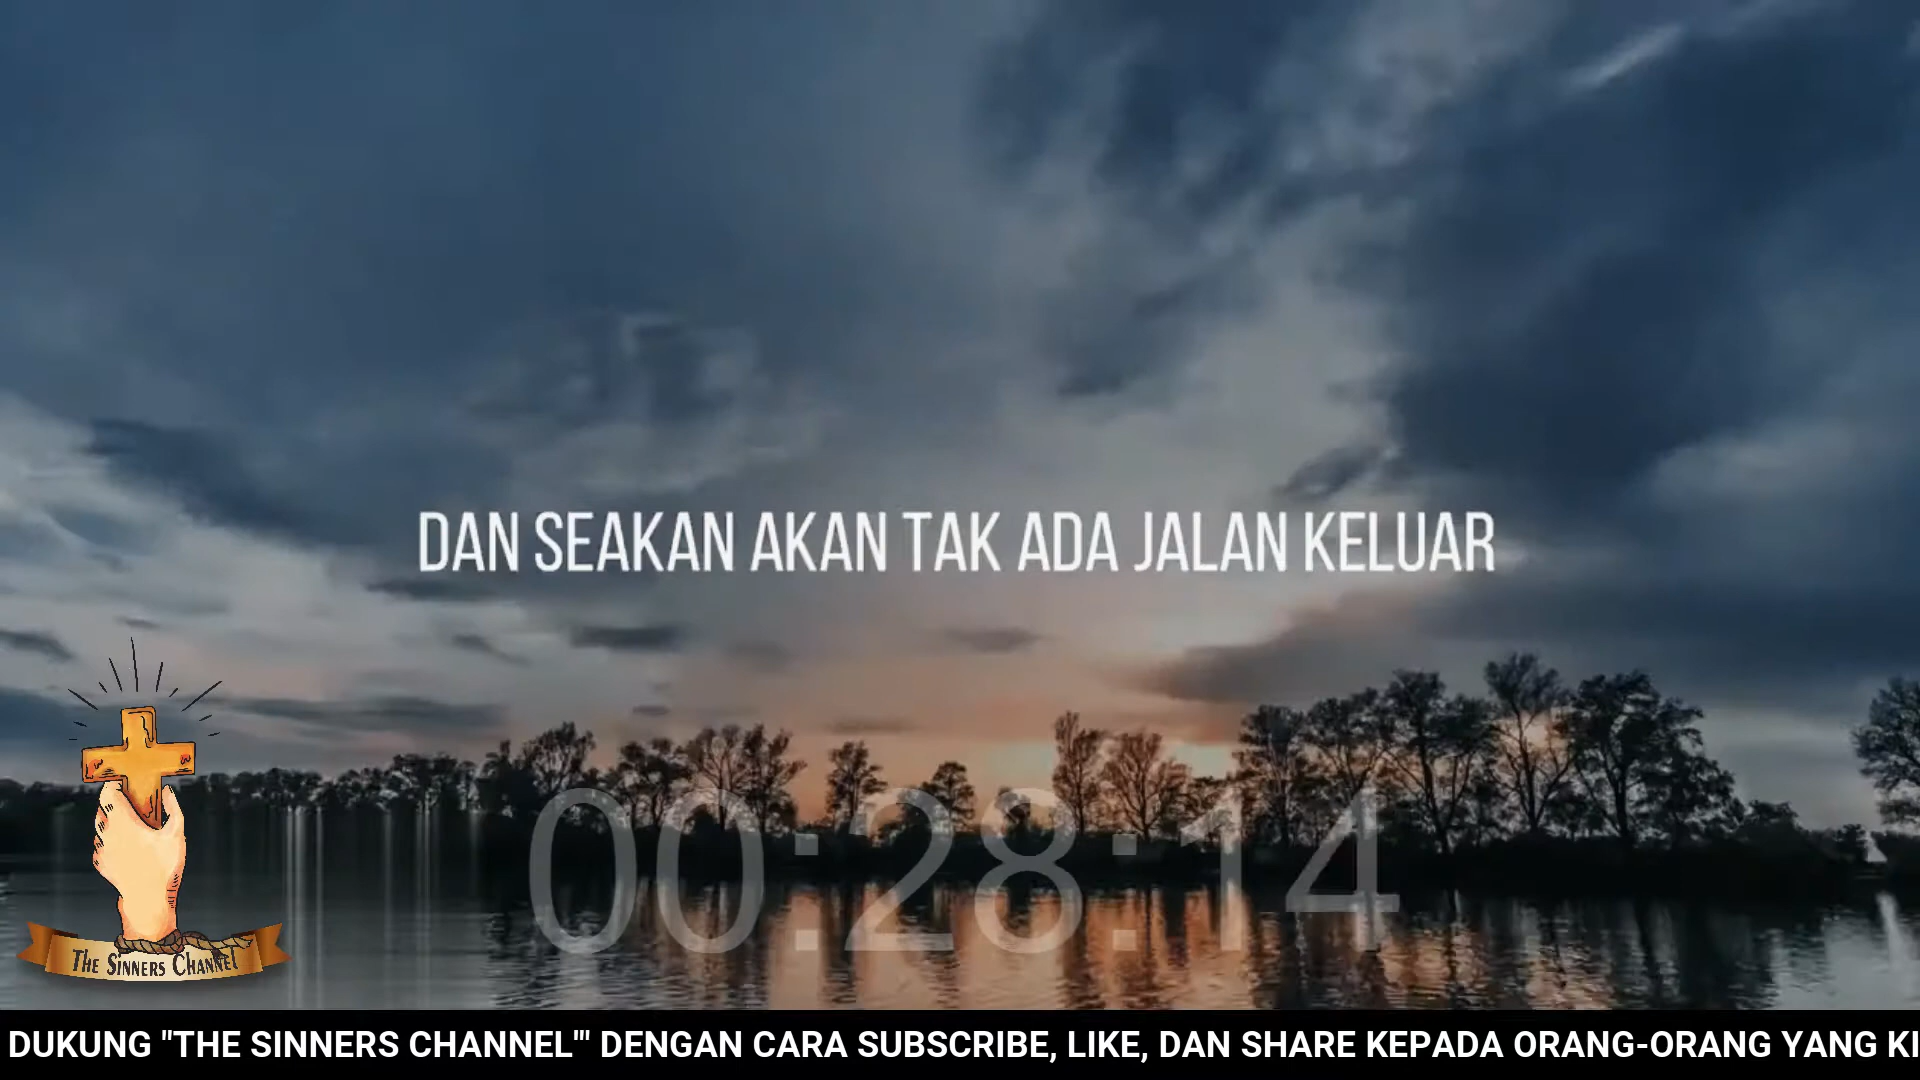 DAN SEAKAN AKAN TAK ADA JALAN KELUAR
00:28:14
THE SINNERS CHANNEL
DUKUNG "THE SINNERS CHANNEL'" DENGAN CARA SUBSCRIBE, LIKE, DAN SHARE KEPADA ORANG-ORANG YANG KI